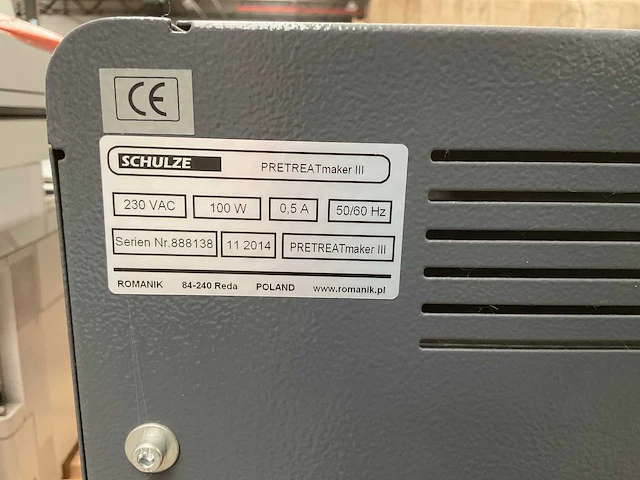 CE
SCHULZE PRETREATmaker III
230 VAC 100 W 0,5 A 50/60 Hz
Serien Nr.888138 11 2014 PRETREATmaker III
ROMANIK 84-240 Reda POLAND www.romanik.pl